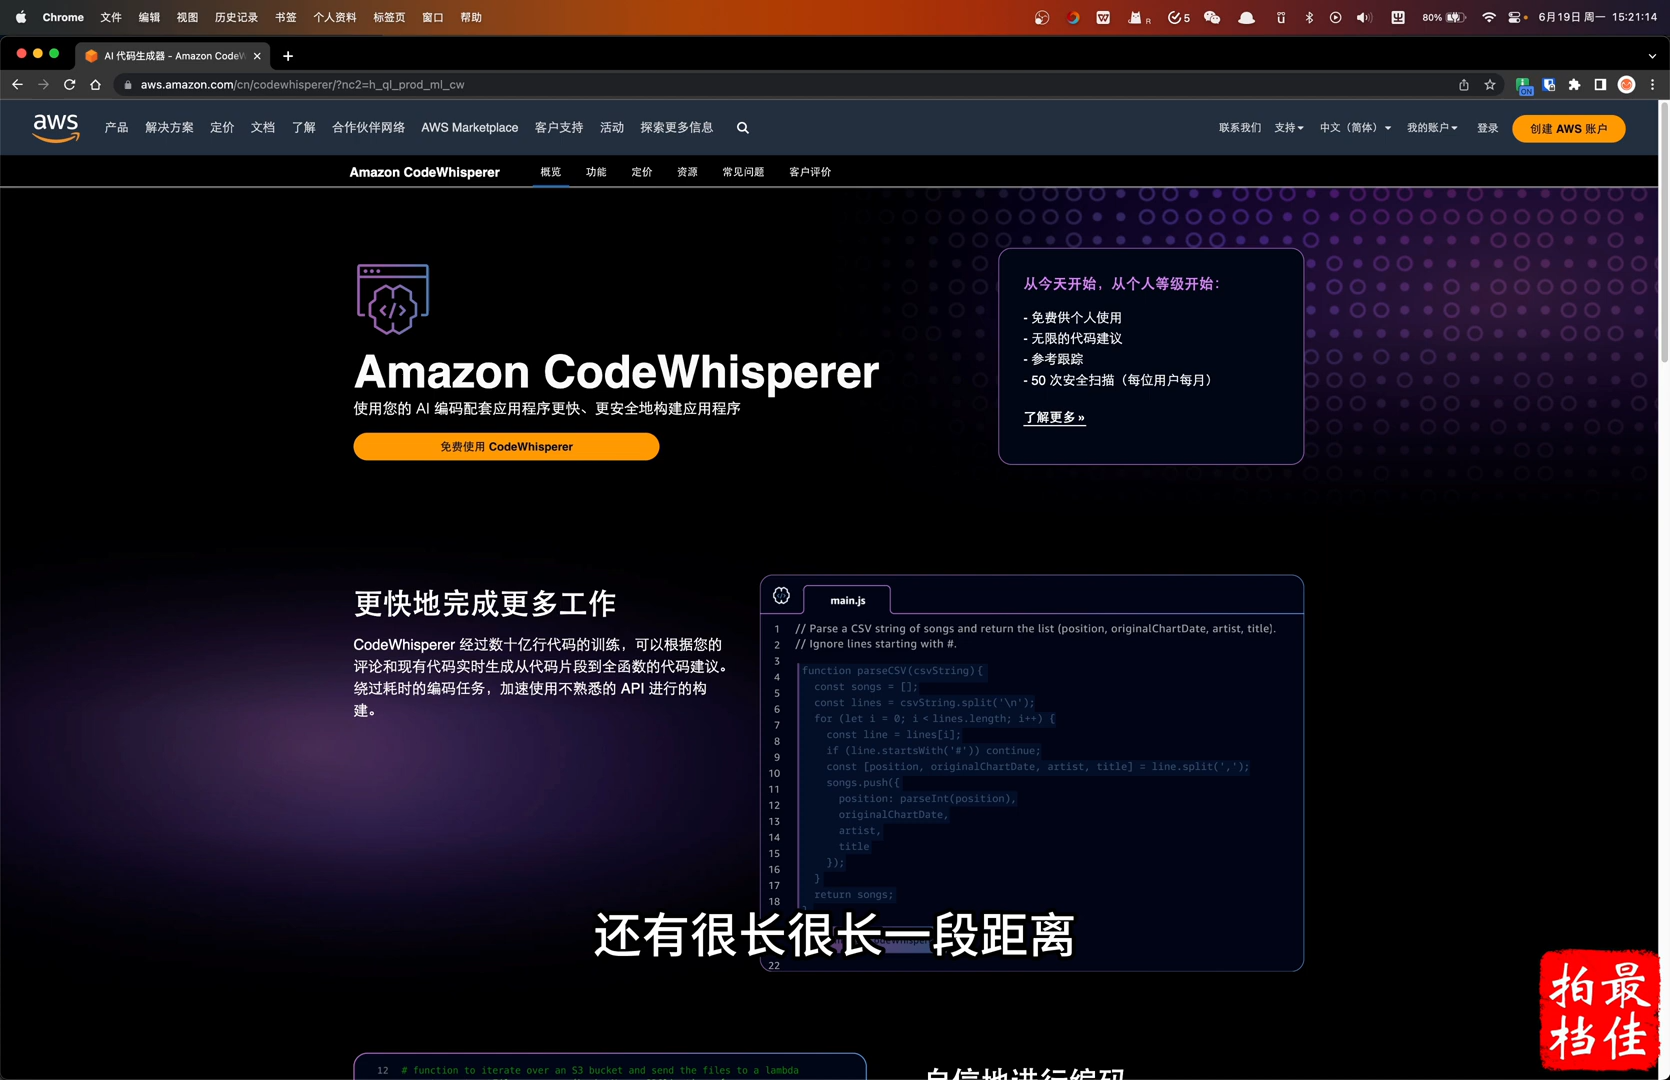 Chrome 文件 编辑 视图 历史记录 书签 个人资料 标签页 窗口 帮助
5 80% 6月19日 周一 15:21:14
AI 代码生成器 - Amazon CodeW
aws.amazon.com/cn/codewhisperer/?nc2=h_ql_prod_ml_cw
ON
aws 产品 解决方案 定价 文档 了解 合作伙伴网络 AWS Marketplace 客户支持 活动 探索更多信息
联系我们 支持 中文（简体） 我的账户 登录 创建 AWS 账户
Amazon CodeWhisperer 概览 功能 定价 资源 常见问题 客户评价
Amazon CodeWhisperer
使用您的 AI 编码配套应用程序更快、更安全地构建应用程序
免费使用 CodeWhisperer
从今天开始，从个人等级开始：
- 免费供个人使用
- 无限的代码建议
- 参考跟踪
- 50 次安全扫描（每位用户每月）
了解更多 »
更快地完成更多工作
CodeWhisperer 经过数十亿行代码的训练，可以根据您的
评论和现有代码实时生成从代码片段到全函数的代码建议。
绕过耗时的编码任务，加速使用不熟悉的 API 进行的构
建。
main.js
1 // Parse a CSV string of songs and return the list (position, originalChartDate, artist, title).
2 // Ignore lines starting with #.
3
4 function parseCSV(csvString){
5 const songs = [];
6 const lines = csvString.split('\n');
7 for (let i = 0; i < lines.length; i++) {
8 const line = lines[i];
9 if (line.startsWith('#')) continue;
10 const [position, originalChartDate, artist, title] = line.split(',');
11 songs.push({
12 position: parseInt(position),
13 originalChartDate,
14 artist,
15 title
16 });
17 }
18 return songs;
22
还有很长很长一段距离
12 # function to iterate over an S3 bucket and send the files to a lambda
自信地进行编码
最佳
拍档